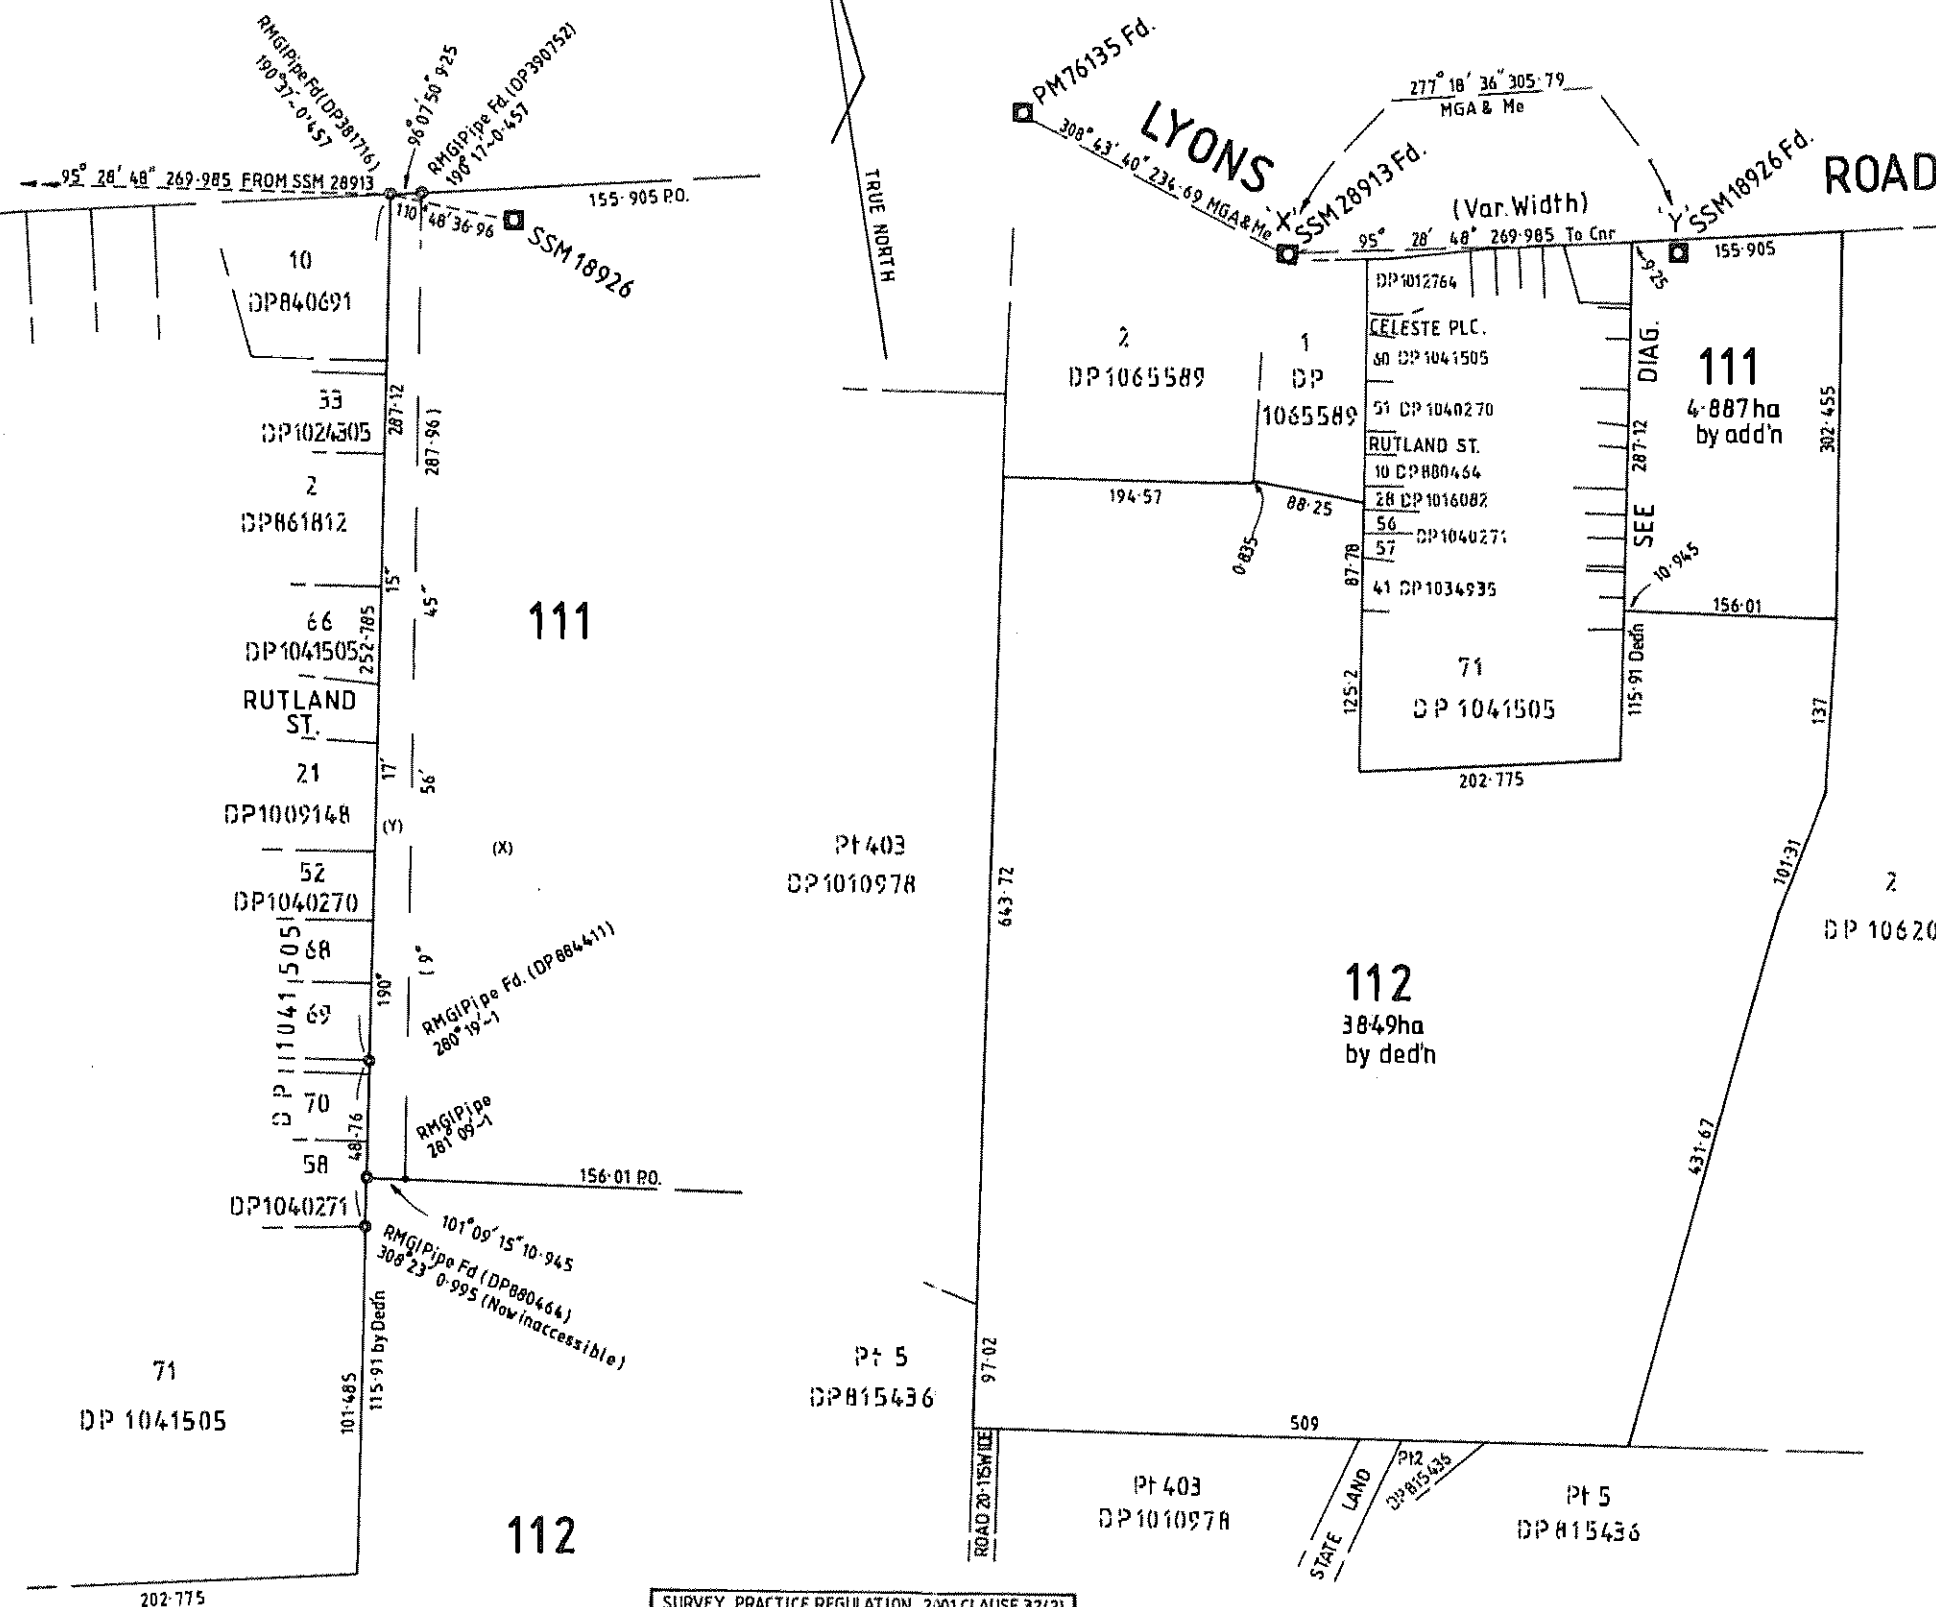 RMGIPipeFd(DP381716)
190°37'~0·457
96°07'50" 9·25
RMGIPipe Fd.(DP390752)
190°17'~0·457
95° 28' 48" 269·985 FROM SSM 28913
110°48'36·96
155·905 P.O.
SSM 18926
10
DP840691
33
DP1024305
287·12
287·96)
2
DP861812
15"
45"
66
DP1041505
252·785
111
RUTLAND
ST.
21
DP1009148
17'
56'
(Y)
(X)
52
DP1040270
DP 1041505
68
190°
(9°
69
RMGIPipe Fd.(DP884411)
280°19'~1
70
48·76
RMGIPipe
281°09'~1
58
DP1040271
156·01 P.O.
101°09'15" 10·945
RMGIPipe Fd (DP880464)
308°23' 0·995 (Now inaccessible)
71
DP 1041505
101·485
115·91 by Ded'n
112
202·775
TRUE NORTH
PM76135 Fd.
308° 43' 40" 234·69 MGA & Me
LYONS
ROAD
277° 18' 36" 305·79
MGA & Me
'X'
SSM 28913 Fd.
'Y'
SSM 18926 Fd.
(Var. Width)
95° 28' 48" 269·985 To Cnr
155·905
9·25
DP1012764
CELESTE PLC.
60 DP1041505
51 DP1040270
RUTLAND ST.
10 DP880464
28 DP1016082
56
DP1040271
57
41 DP1034935
71
DP 1041505
SEE DIAG.
287·12
111
4·887ha
by add'n
302·455
2
DP1065589
1
DP
1065589
194·57
88·25
0·835
87·78
125·2
10·945
156·01
115·91 Ded'n
137
202·775
Pt 403
DP1010978
643·72
101·31
2
DP 10620
112
38·49ha
by ded'n
431·67
Pt 5
DP815436
97·02
509
ROAD 20·115 WIDE
Pt 403
DP1010978
STATE LAND
Pt2
DP815436
Pt 5
DP 815436
SURVEY PRACTICE REGULATION, 2001 CLAUSE 32(2)